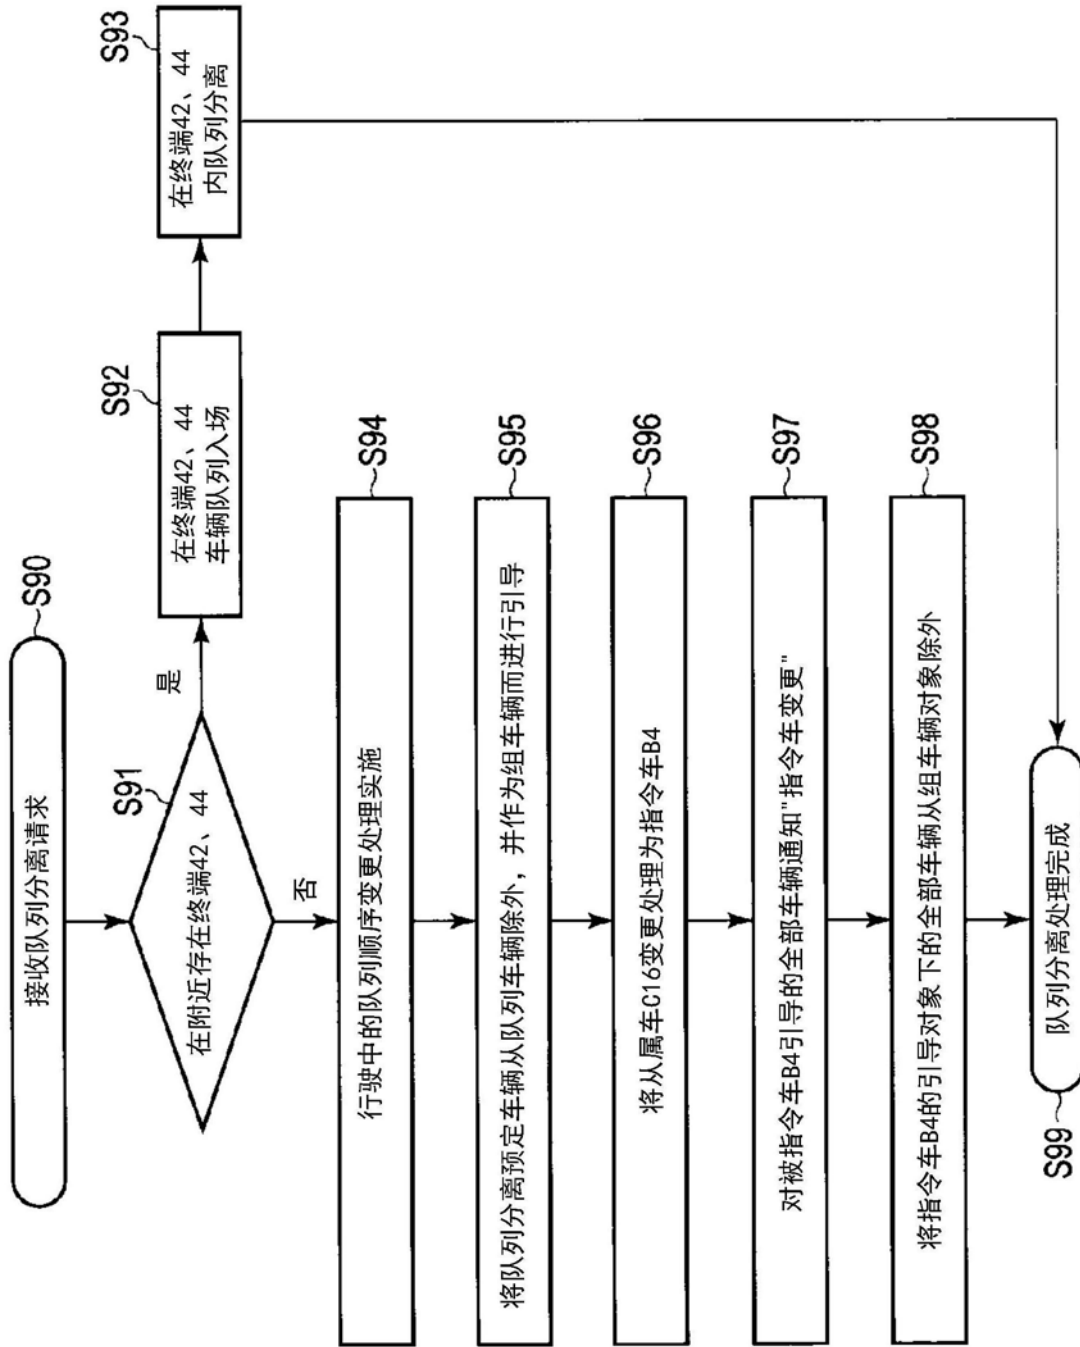 S90
接收队列分离请求
S91
在附近存在终端42、44
是
S92
在终端42、44
车辆队列入场
S93
在终端42、44
内队列分离
否
S94
行驶中的队列顺序变更处理实施
S95
将队列分离预定车辆从队列车辆除外，并作为组车辆而进行引导
S96
将从属车C16变更处理为指令车B4
S97
对被指令车B4引导的全部车辆通知"指令车变更"
S98
将指令车B4的引导对象下的全部车辆从组车辆对象除外
S99
队列分离处理完成